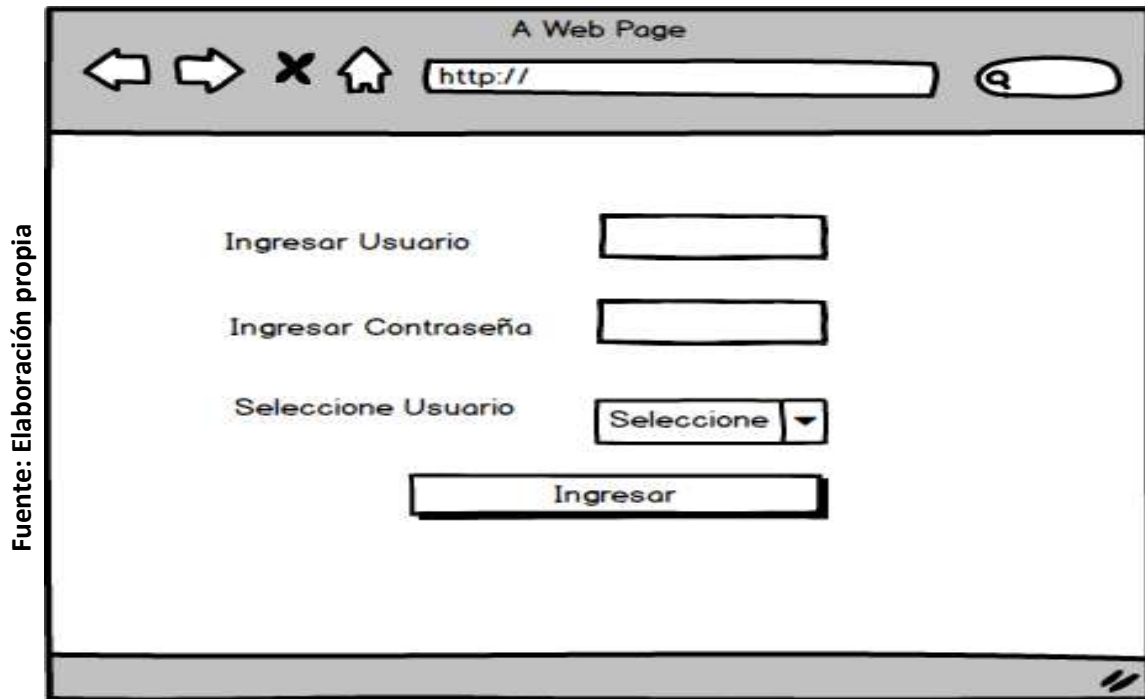 A Web Page
http://
Ingresar Usuario
Ingresar Contraseña
Seleccione Usuario
Seleccione
Ingresar
Fuente: Elaboración propia